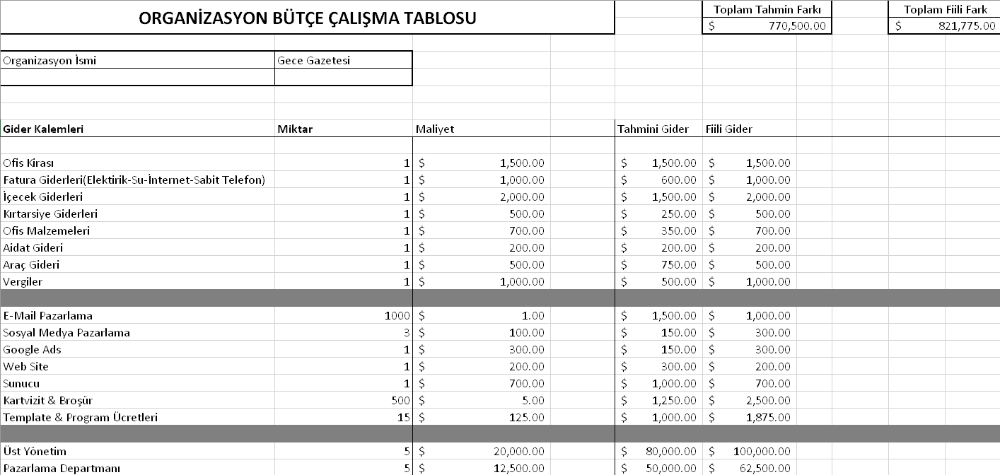 ORGANİZASYON BÜTÇE ÇALIŞMA TABLOSU Toplam Tahmin Farkı Toplam Fiili Fark
$ 770,500.00 $ 821,775.00
Organizasyon İsmi Gece Gazetesi
Gider Kalemleri Miktar Maliyet Tahmini Gider Fiili Gider
Ofis Kirası 1 $ 1,500.00 $ 1,500.00 $ 1,500.00
Fatura Giderleri(Elektirik-Su-İnternet-Sabit Telefon) 1 $ 1,000.00 $ 600.00 $ 1,000.00
İçecek Giderleri 1 $ 2,000.00 $ 1,500.00 $ 2,000.00
Kırtarsiye Giderleri 1 $ 500.00 $ 250.00 $ 500.00
Ofis Malzemeleri 1 $ 700.00 $ 350.00 $ 700.00
Aidat Gideri 1 $ 200.00 $ 200.00 $ 200.00
Araç Gideri 1 $ 500.00 $ 750.00 $ 500.00
Vergiler 1 $ 1,000.00 $ 500.00 $ 1,000.00
E-Mail Pazarlama 1000 $ 1.00 $ 1,500.00 $ 1,000.00
Sosyal Medya Pazarlama 3 $ 100.00 $ 150.00 $ 300.00
Google Ads 1 $ 300.00 $ 150.00 $ 300.00
Web Site 1 $ 200.00 $ 300.00 $ 200.00
Sunucu 1 $ 700.00 $ 1,000.00 $ 700.00
Kartvizit & Broşür 500 $ 5.00 $ 1,250.00 $ 2,500.00
Template & Program Ücretleri 15 $ 125.00 $ 1,000.00 $ 1,875.00
Üst Yönetim 5 $ 20,000.00 $ 80,000.00 $ 100,000.00
Pazarlama Departmanı 5 $ 12,500.00 $ 50,000.00 $ 62,500.00